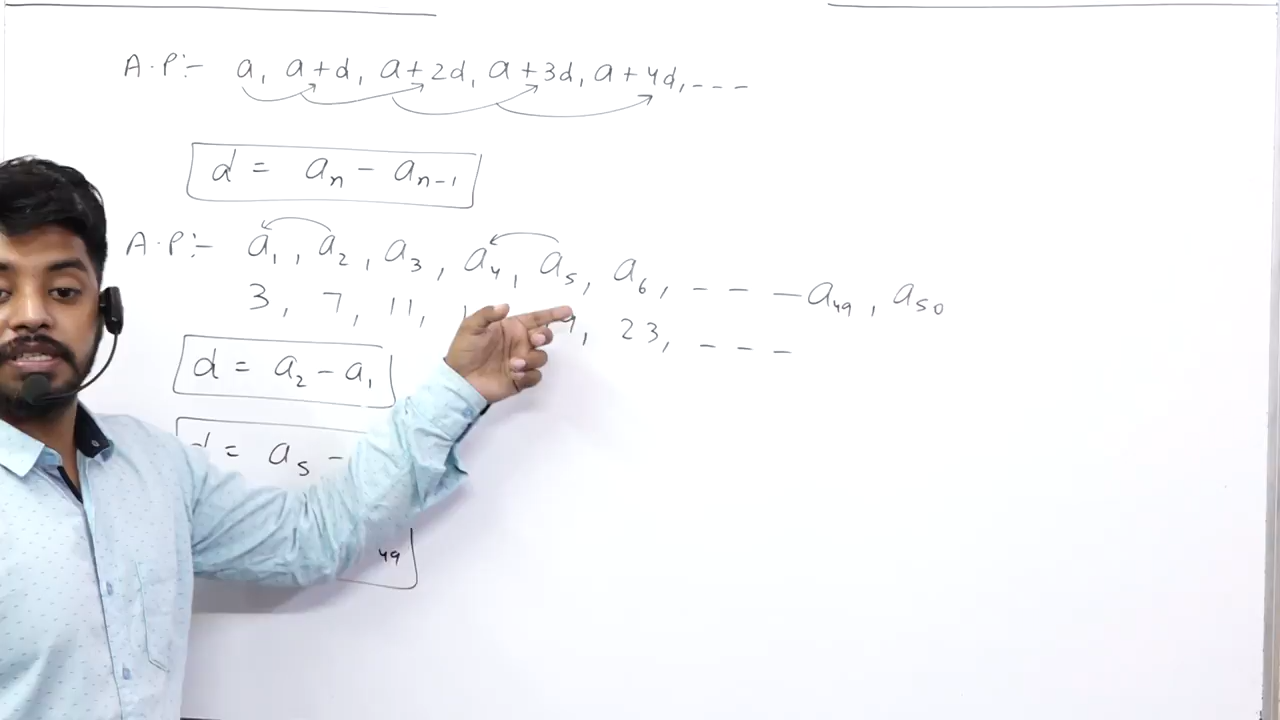 A.P:- a, a+d, a+2d, a+3d, a+4d, - - -
d = aₙ - aₙ₋₁
A.P:- a₁, a₂, a₃, a₄, a₅, a₆, - - - a₄₉, a₅₀
3, 7, 11, 23, - - -
d = a₂ - a₁
= a₅ -
49